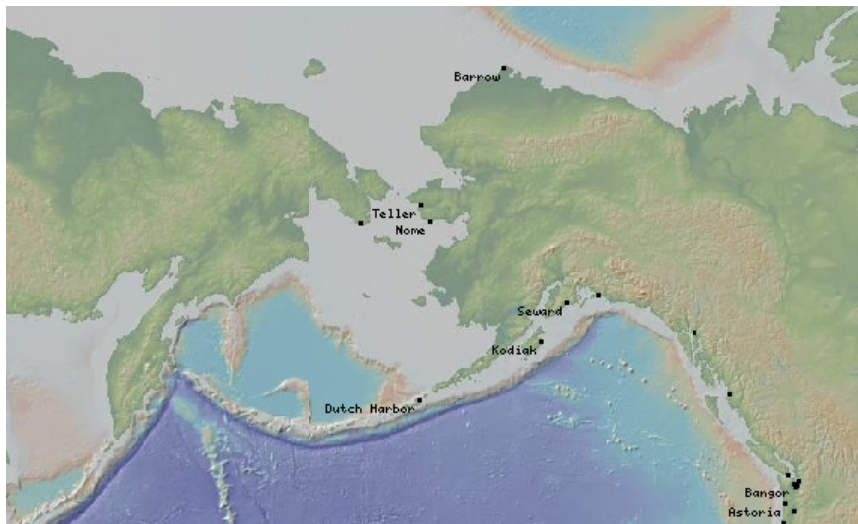 Barrow
Teller
Nome
Seward
Kodiak
Dutch Harbor
Bangor
Astoria